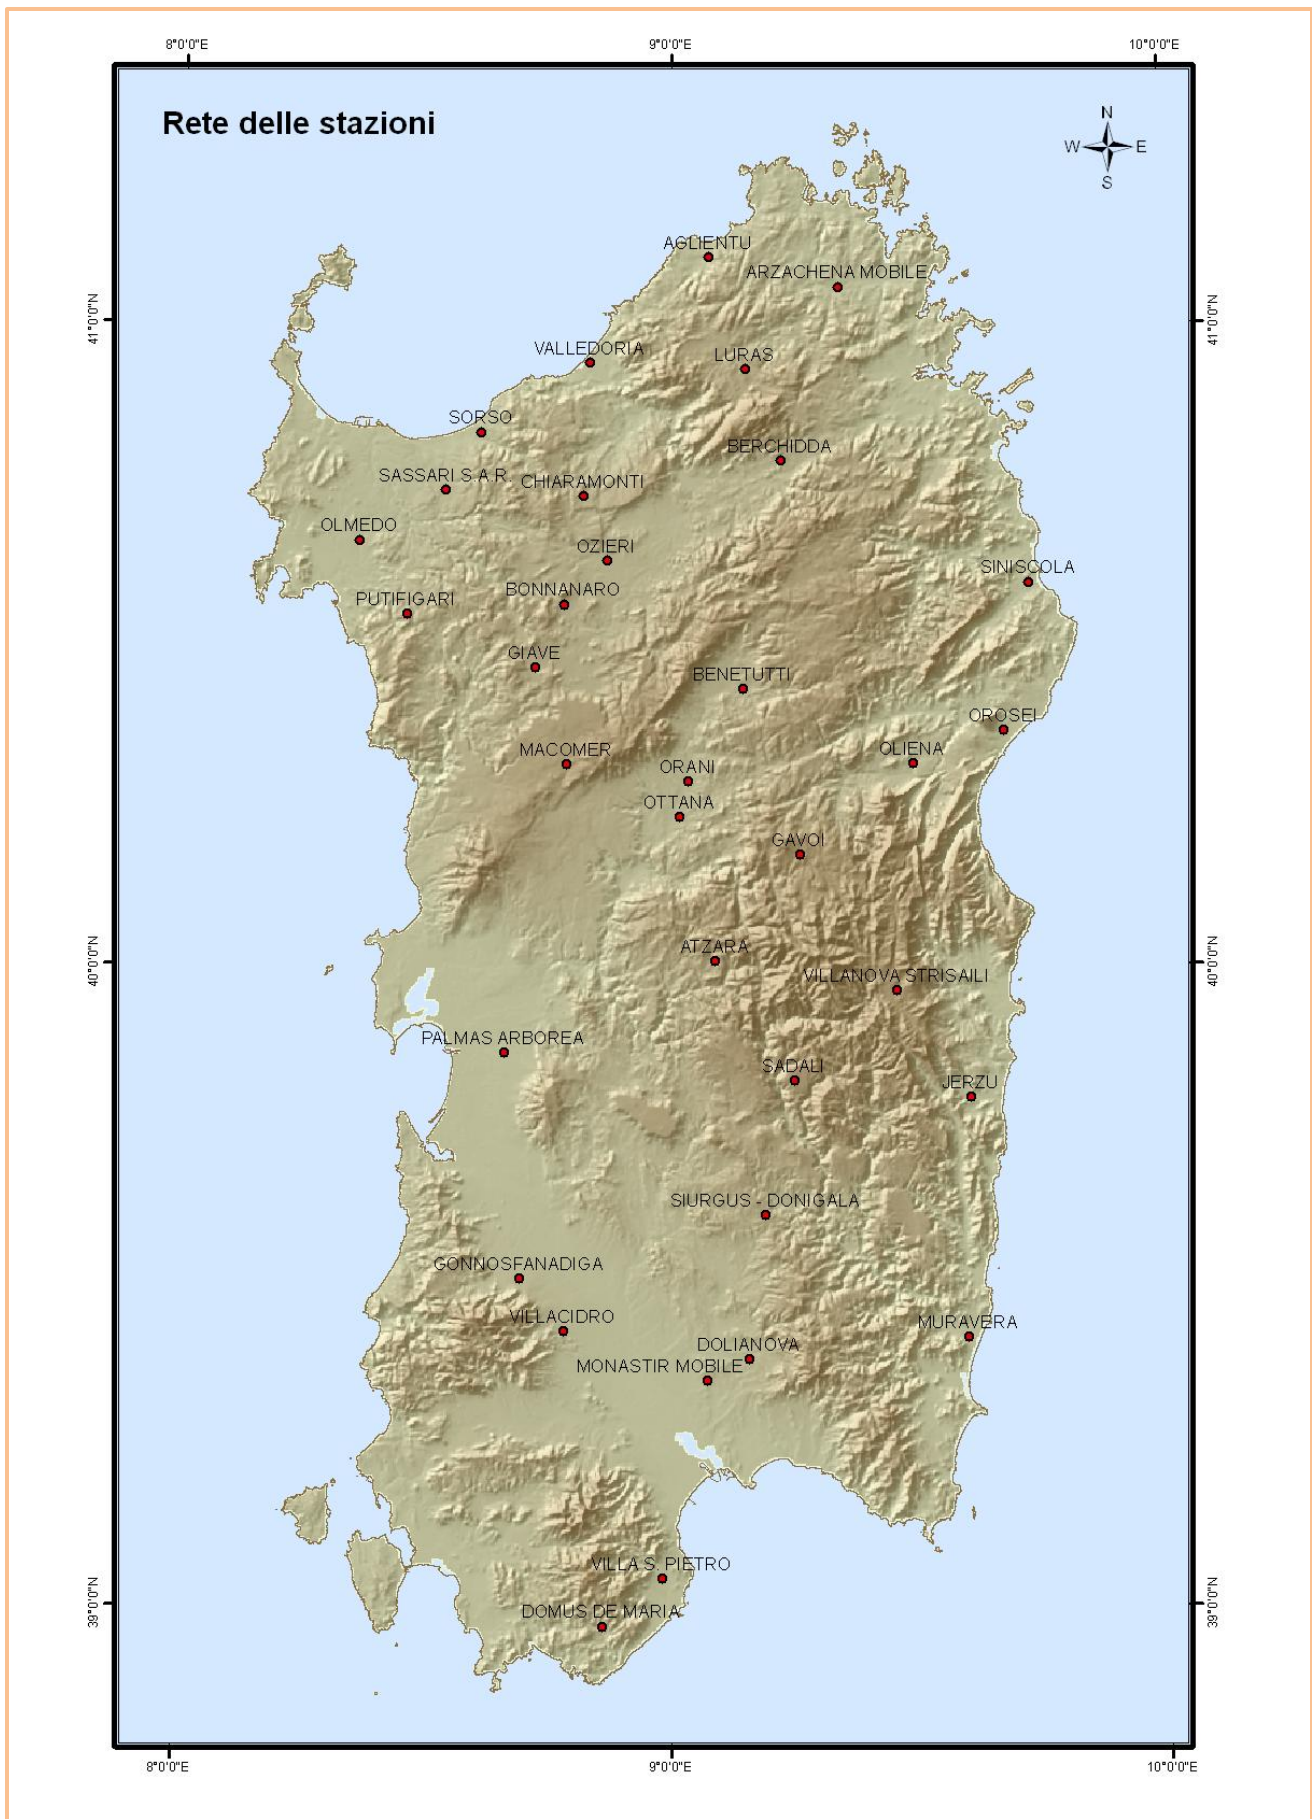 8°0'0"E 9°0'0"E 10°0'0"E
Rete delle stazioni
N
W E
S
AGLIENTU
ARZACHENA MOBILE
41°0'0"N 41°0'0"N
VALLEDORIA
LURAS
SORSO
BERCHIDDA
SASSARI S.A.R.
CHIARAMONTI
OLMEDO
OZIERI
SINISCOLA
BONNANARO
PUTIFIGARI
GIAVE
BENETUTTI
OROSEI
MACOMER
OLIENA
ORANI
OTTANA
GAVOI
ATZARA
40°0'0"N 40°0'0"N
VILLANOVA STRISAILI
PALMAS ARBOREA
SADALI
JERZU
SIURGUS - DONIGALA
GONNOSFANADIGA
VILLACIDRO
MURAVERA
DOLIANOVA
MONASTIR MOBILE
VILLA S. PIETRO
39°0'0"N 39°0'0"N
DOMUS DE MARIA
8°0'0"E 9°0'0"E 10°0'0"E